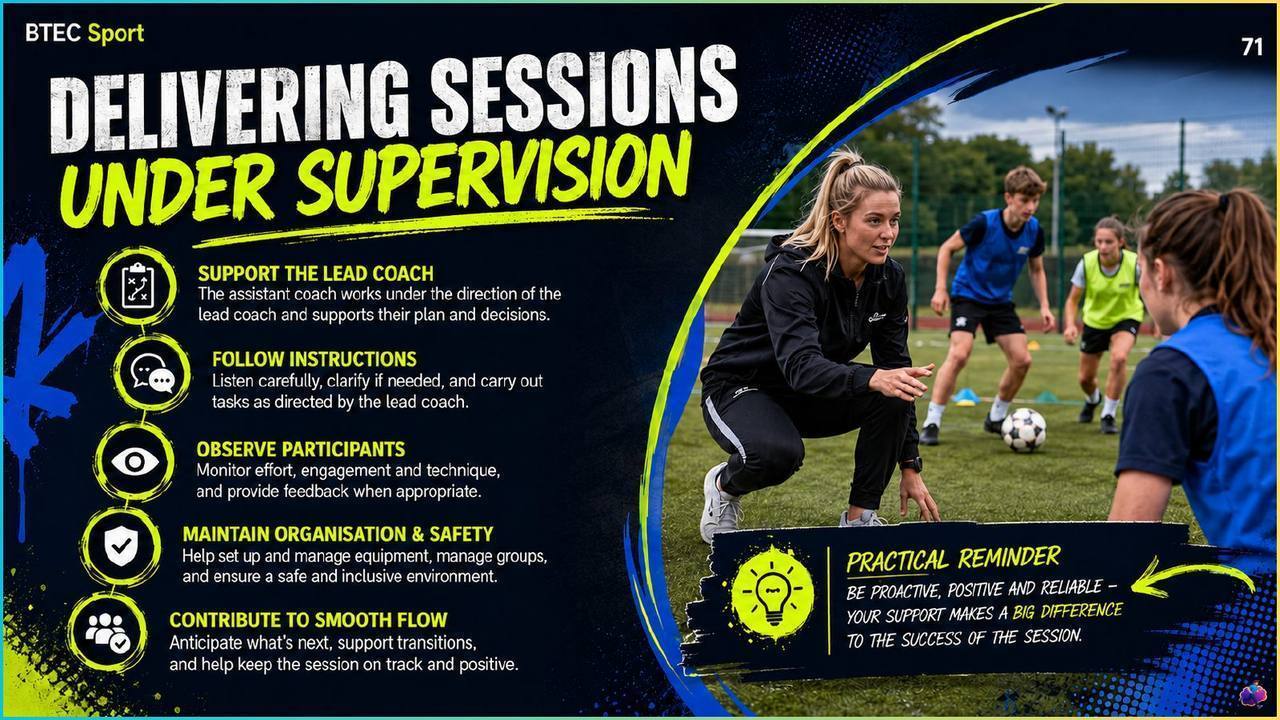 BTEC Sport
71
DELIVERING SESSIONS
UNDER SUPERVISION
SUPPORT THE LEAD COACH
The assistant coach works under the direction of the
lead coach and supports their plan and decisions.
FOLLOW INSTRUCTIONS
Listen carefully, clarify if needed, and carry out
tasks as directed by the lead coach.
OBSERVE PARTICIPANTS
Monitor effort, engagement and technique,
and provide feedback when appropriate.
MAINTAIN ORGANISATION & SAFETY
Help set up and manage equipment, manage groups,
and ensure a safe and inclusive environment.
CONTRIBUTE TO SMOOTH FLOW
Anticipate what's next, support transitions,
and help keep the session on track and positive.
PRACTICAL REMINDER
BE PROACTIVE, POSITIVE AND RELIABLE –
YOUR SUPPORT MAKES A BIG DIFFERENCE
TO THE SUCCESS OF THE SESSION.